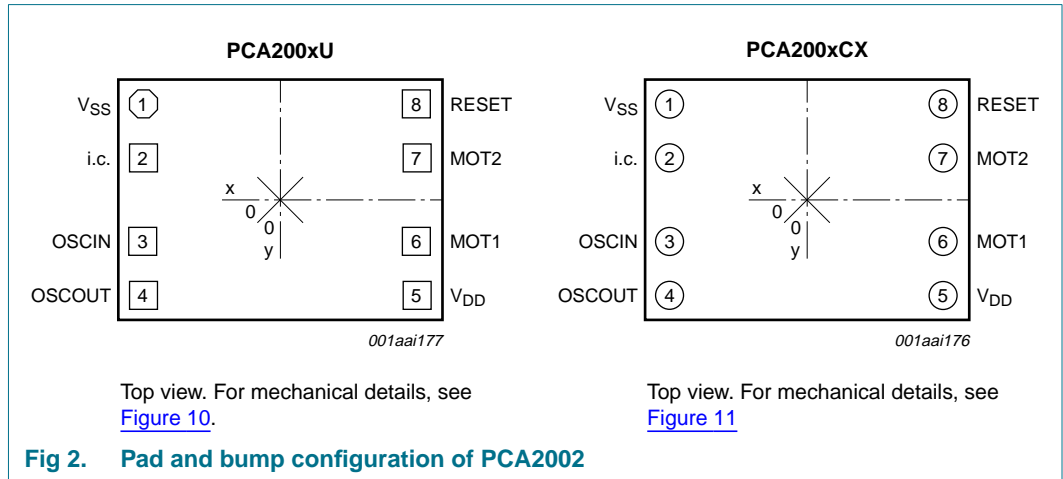 PCA200xU
VSS 1 8 RESET
i.c. 2 7 MOT2
x
0
0
y
OSCIN 3 6 MOT1
OSCOUT 4 5 VDD
001aai177
Top view. For mechanical details, see
Figure 10.
PCA200xCX
VSS 1 8 RESET
i.c. 2 7 MOT2
x
0
0
y
OSCIN 3 6 MOT1
OSCOUT 4 5 VDD
001aai176
Top view. For mechanical details, see
Figure 11
Fig 2. Pad and bump configuration of PCA2002